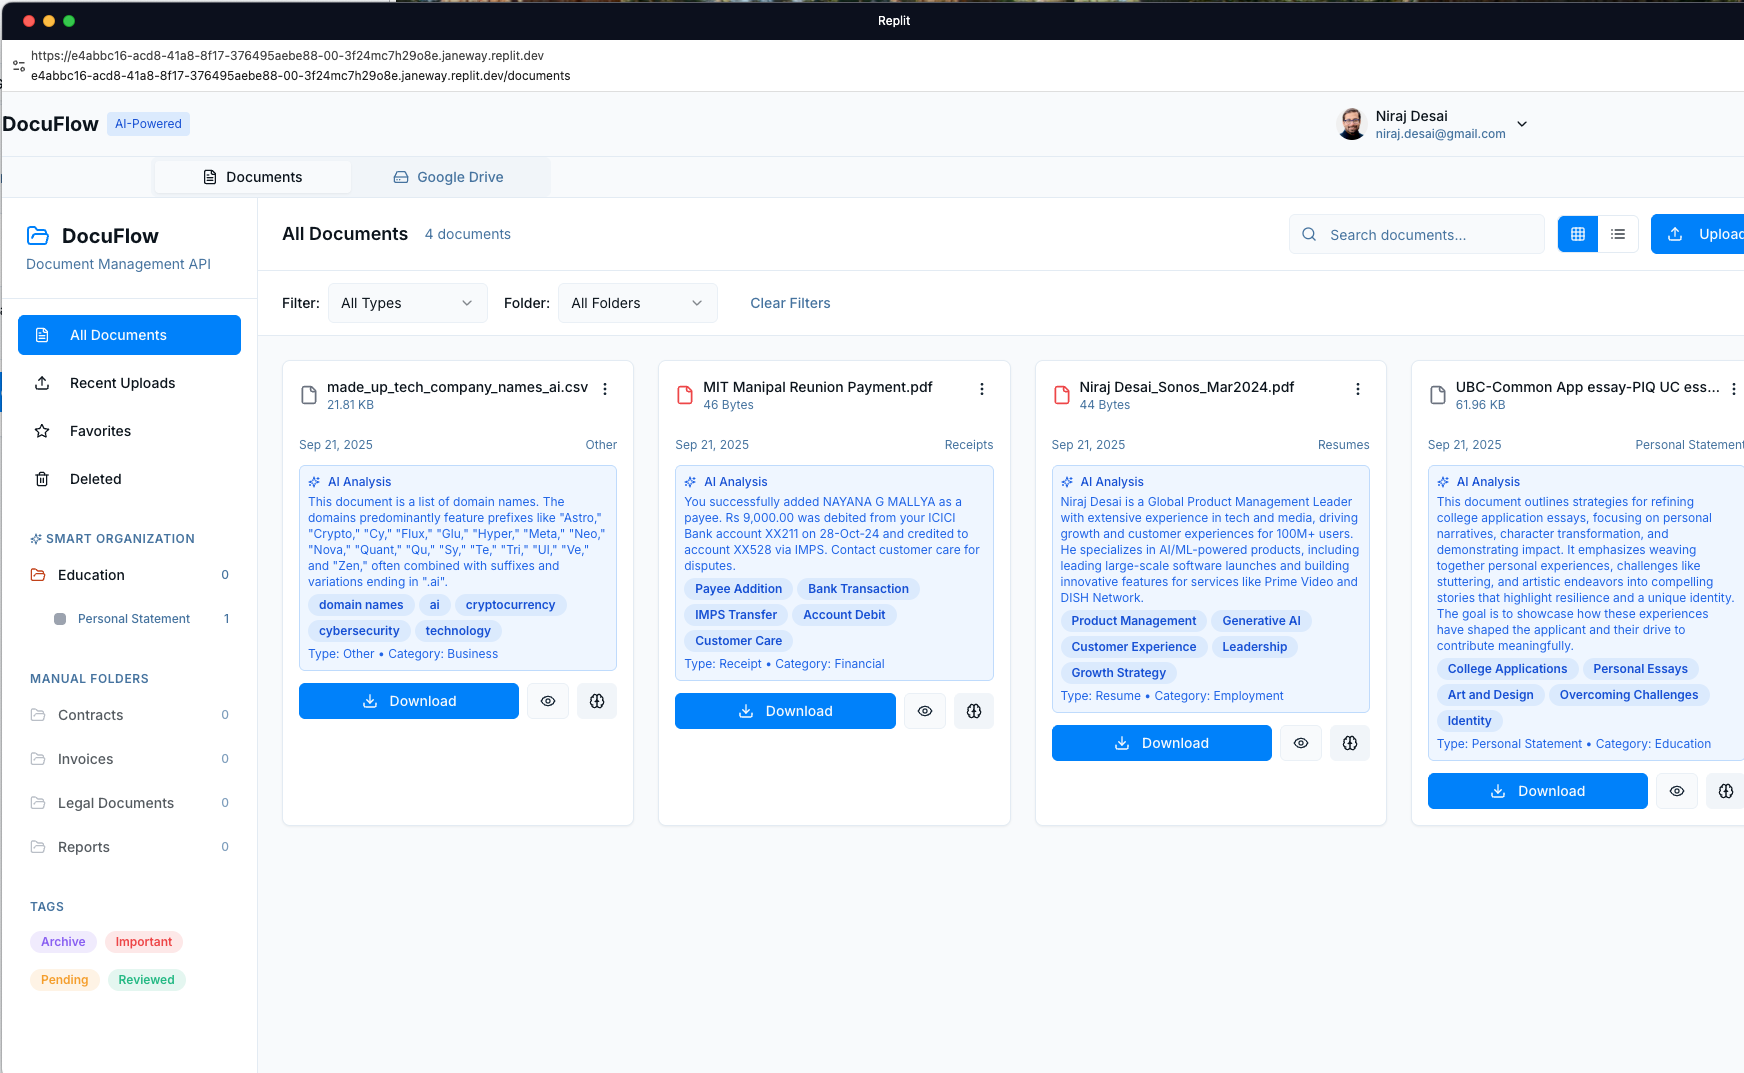 Replit
https://e4abbc16-acd8-41a8-8f17-376495aebe88-00-3f24mc7h29o8e.janeway.replit.dev
e4abbc16-acd8-41a8-8f17-376495aebe88-00-3f24mc7h29o8e.janeway.replit.dev/documents
DocuFlow
AI-Powered
Niraj Desai
niraj.desai@gmail.com
Documents
Google Drive
DocuFlow
Document Management API
All Documents
Recent Uploads
Favorites
Deleted
SMART ORGANIZATION
Education 0
Personal Statement 1
MANUAL FOLDERS
Contracts 0
Invoices 0
Legal Documents 0
Reports 0
TAGS
Archive
Important
Pending
Reviewed
All Documents
4 documents
Search documents...
Upload
Filter:
All Types
Folder:
All Folders
Clear Filters
made_up_tech_company_names_ai.csv
21.81 KB
Sep 21, 2025
Other
AI Analysis
This document is a list of domain names. The
domains predominantly feature prefixes like "Astro,"
"Crypto," "Cy," "Flux," "Glu," "Hyper," "Meta," "Neo,"
"Nova," "Quant," "Qu," "Sy," "Te," "Tri," "Ul," "Ve,"
and "Zen," often combined with suffixes and
variations ending in ".ai".
domain names
ai
cryptocurrency
cybersecurity
technology
Type: Other • Category: Business
Download
MIT Manipal Reunion Payment.pdf
46 Bytes
Sep 21, 2025
Receipts
AI Analysis
You successfully added NAYANA G MALLYA as a
payee. Rs 9,000.00 was debited from your ICICI
Bank account XX211 on 28-Oct-24 and credited to
account XX528 via IMPS. Contact customer care for
disputes.
Payee Addition
Bank Transaction
IMPS Transfer
Account Debit
Customer Care
Type: Receipt • Category: Financial
Download
Niraj Desai_Sonos_Mar2024.pdf
44 Bytes
Sep 21, 2025
Resumes
AI Analysis
Niraj Desai is a Global Product Management Leader
with extensive experience in tech and media, driving
growth and customer experiences for 100M+ users.
He specializes in AI/ML-powered products, including
leading large-scale software launches and building
innovative features for services like Prime Video and
DISH Network.
Product Management
Generative AI
Customer Experience
Leadership
Growth Strategy
Type: Resume • Category: Employment
Download
UBC-Common App essay-PIQ UC ess...
61.96 KB
Sep 21, 2025
Personal Statement
AI Analysis
This document outlines strategies for refining
college application essays, focusing on personal
narratives, character transformation, and
demonstrating impact. It emphasizes weaving
together personal experiences, challenges like
stuttering, and artistic endeavors into compelling
stories that highlight resilience and a unique identity.
The goal is to showcase how these experiences
have shaped the applicant and their drive to
contribute meaningfully.
College Applications
Personal Essays
Art and Design
Overcoming Challenges
Identity
Type: Personal Statement • Category: Education
Download